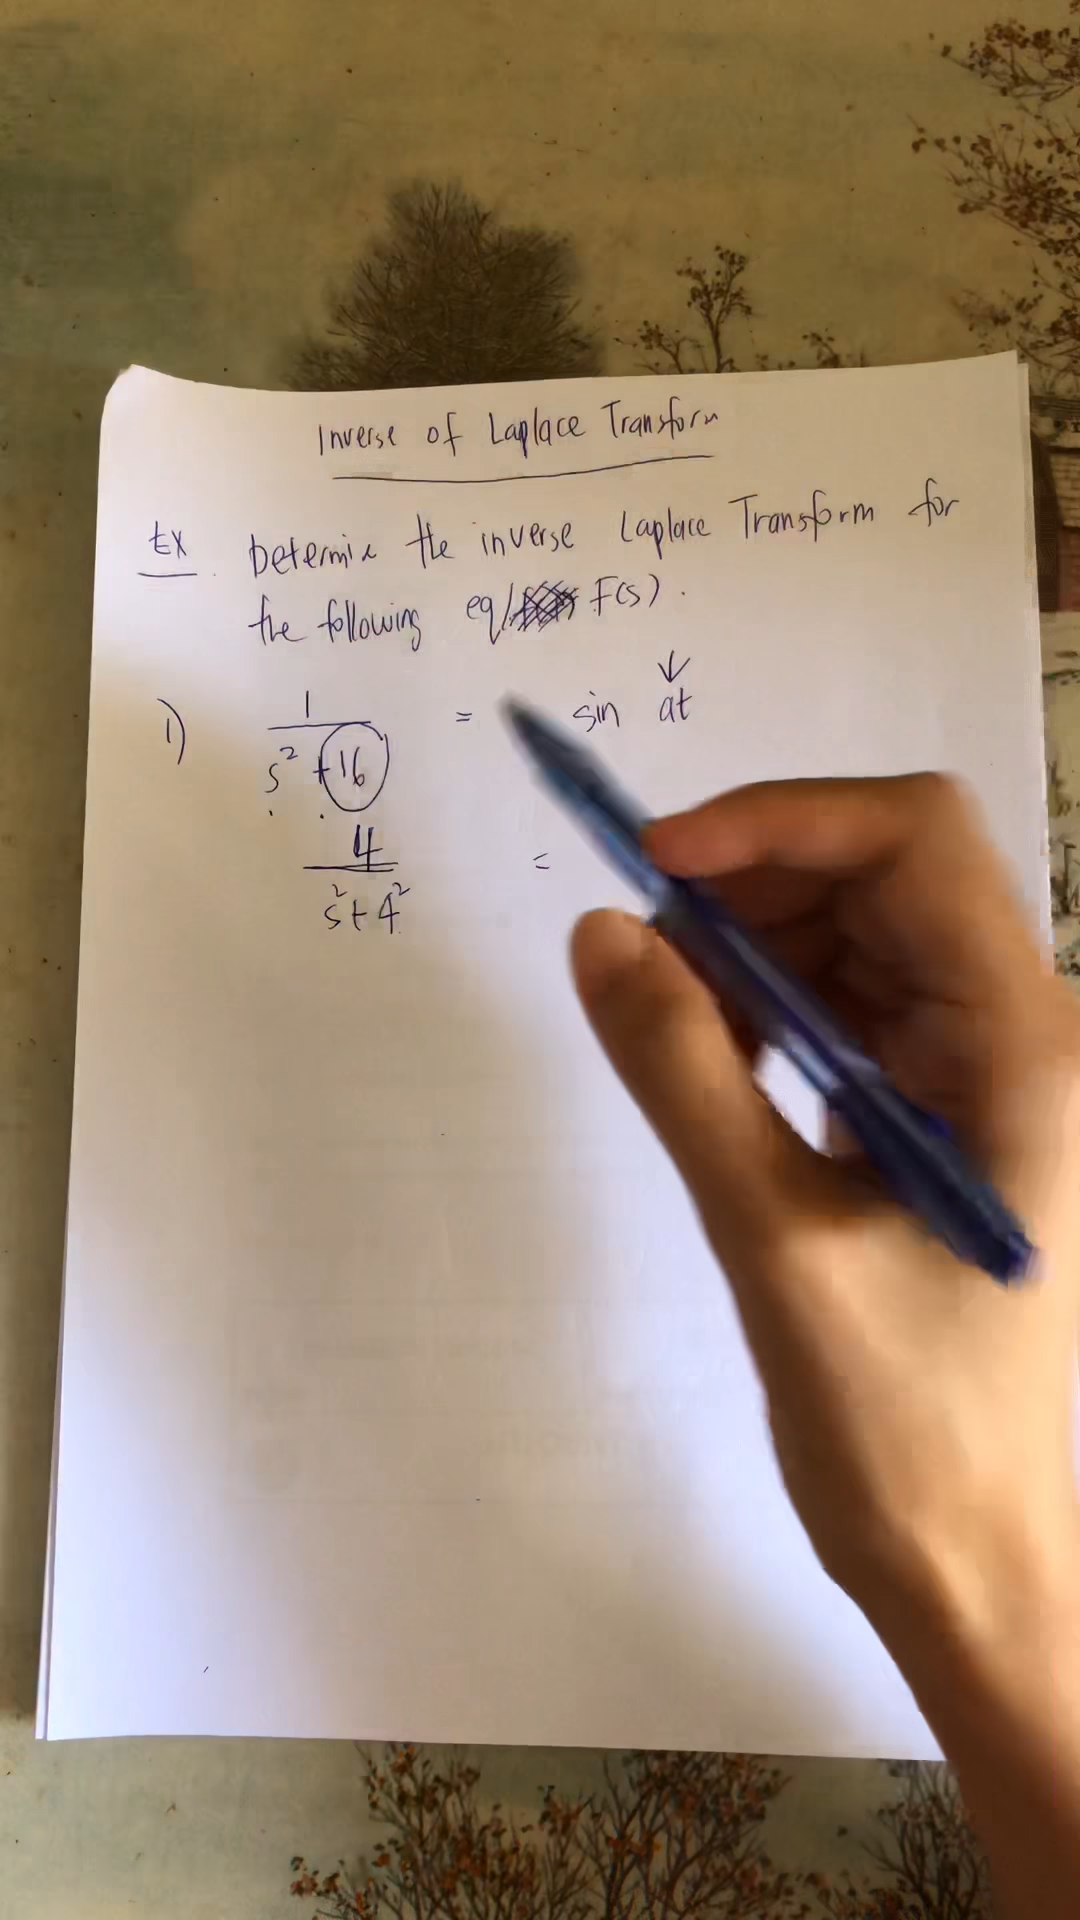 Inverse of Laplace Transform
Ex. Determine the inverse Laplace Transform for
the following eq/ F(s).
1) 1 / s² + 16 = sin at
4 / s² + 4² =